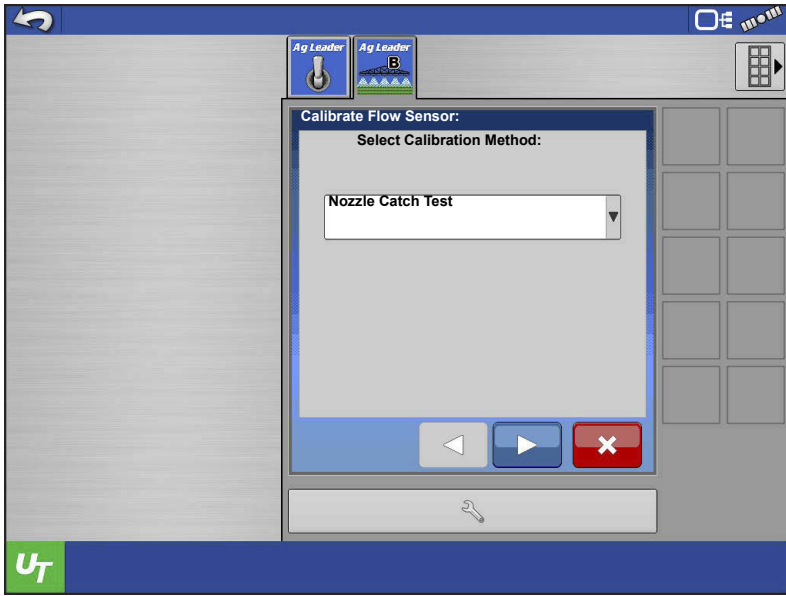 Ag Leader
Ag Leader
B
Calibrate Flow Sensor:
Select Calibration Method:
Nozzle Catch Test
UT